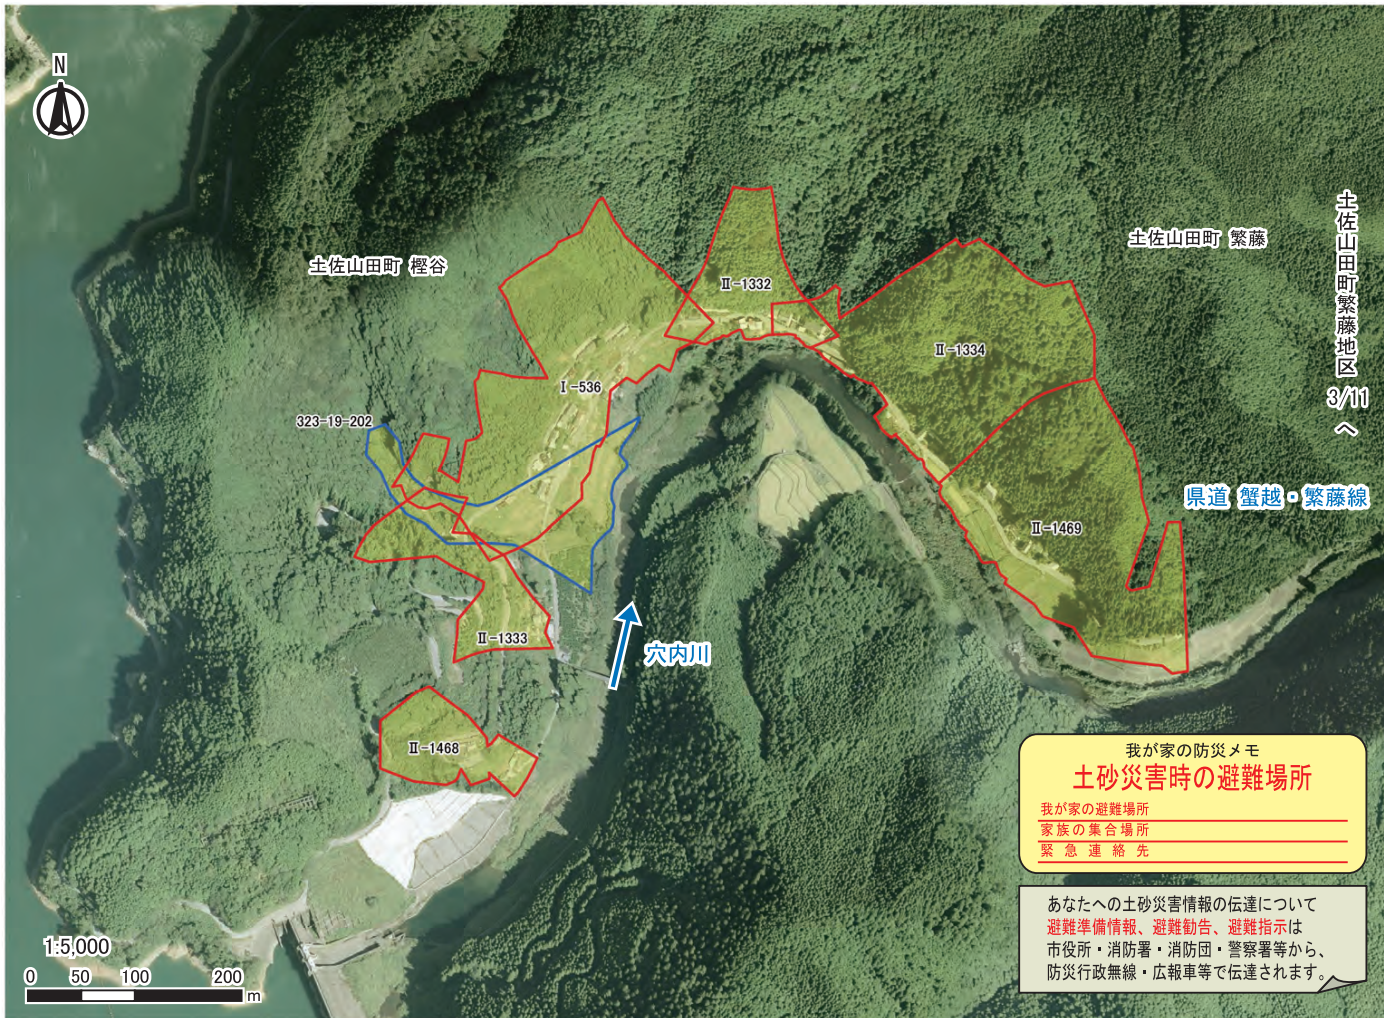 N
土佐山田町 樫谷
土佐山田町 繁藤
土佐山田町繁藤地区 3/11 へ
Ⅱ-1332
Ⅱ-1334
Ⅰ-536
323-19-202
県道 蟹越・繁藤線
Ⅱ-1469
Ⅱ-1333
穴内川
Ⅱ-1468
我が家の防災メモ
土砂災害時の避難場所
我が家の避難場所
家族の集合場所
緊急連絡先
あなたへの土砂災害情報の伝達について
避難準備情報、避難勧告、避難指示は
市役所・消防署・消防団・警察署等から、
防災行政無線・広報車等で伝達されます。
1:5,000
0 50 100 200
m